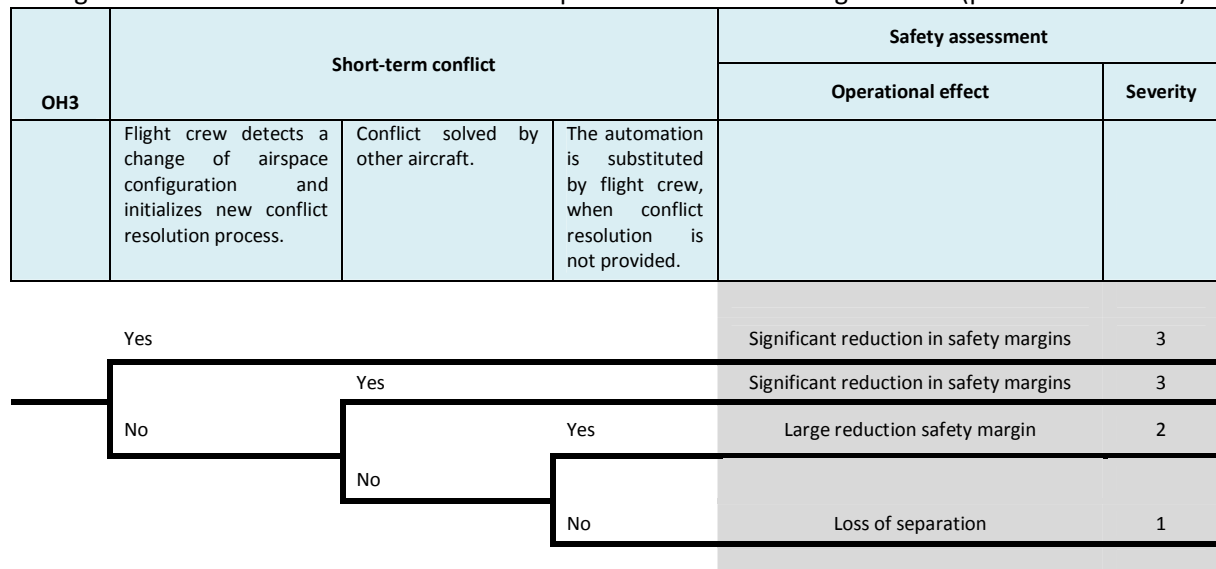 Safety assessment
Short-term conflict
OH3
Operational effect
Severity
Flight crew detects a
change of airspace
configuration and
initializes new conflict
resolution process.
Conflict solved by
other aircraft.
The automation
is substituted
by flight crew,
when conflict
resolution is
not provided.
Yes
Significant reduction in safety margins
3
Yes
Significant reduction in safety margins
3
No
Yes
Large reduction safety margin
2
No
No
Loss of separation
1